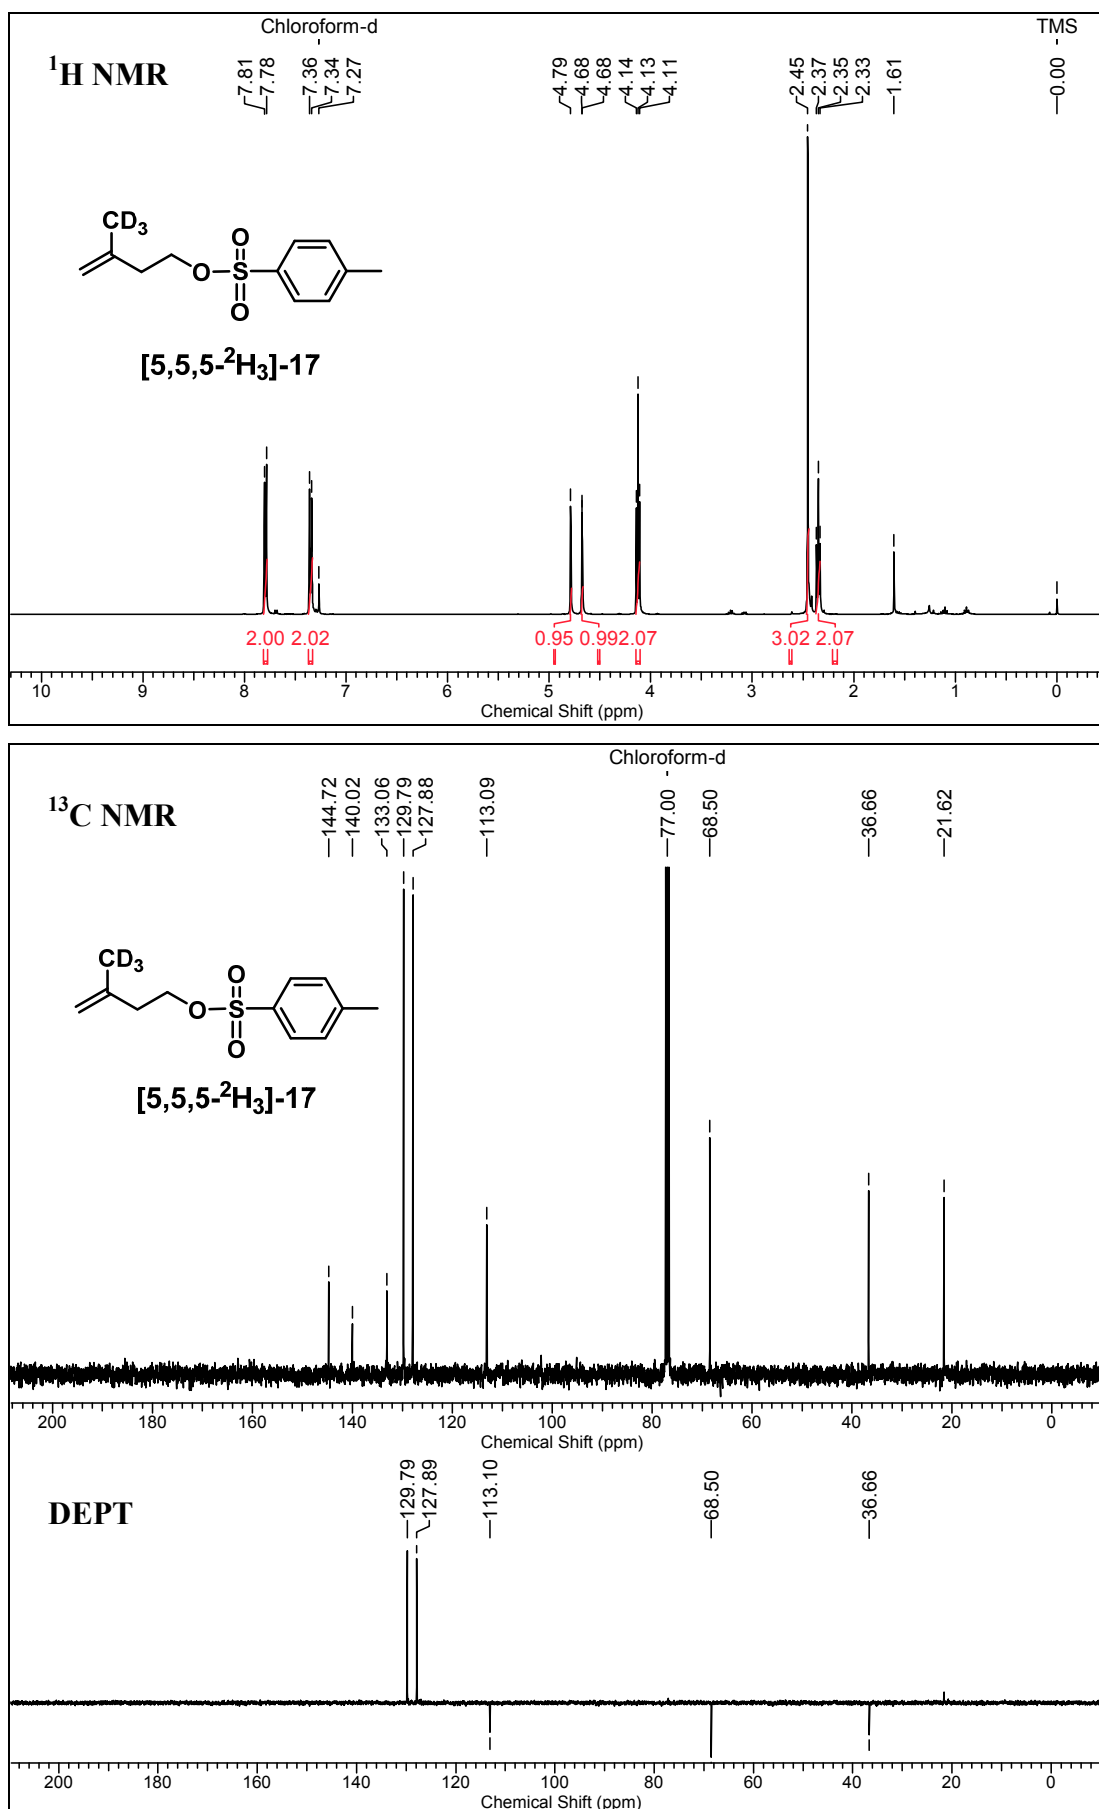 Chloroform-d TMS
¹H NMR
7.81 7.78 7.36 7.34 7.27 4.79 4.68 4.68 4.14 4.13 4.11 2.45 2.37 2.35 2.33 1.61 0.00
CD₃
O
O S
O
[5,5,5-²H₃]-17
2.00 2.02 0.95 0.99 2.07 3.02 2.07
10 9 8 7 6 5 4 3 2 1 0
Chemical Shift (ppm)
Chloroform-d
¹³C NMR
144.72 140.02 133.06 129.79 127.88 113.09 77.00 68.50 36.66 21.62
CD₃
O
O S
O
[5,5,5-²H₃]-17
200 180 160 140 120 100 80 60 40 20 0
Chemical Shift (ppm)
DEPT
129.79 127.89 113.10 68.50 36.66
200 180 160 140 120 100 80 60 40 20 0
Chemical Shift (ppm)